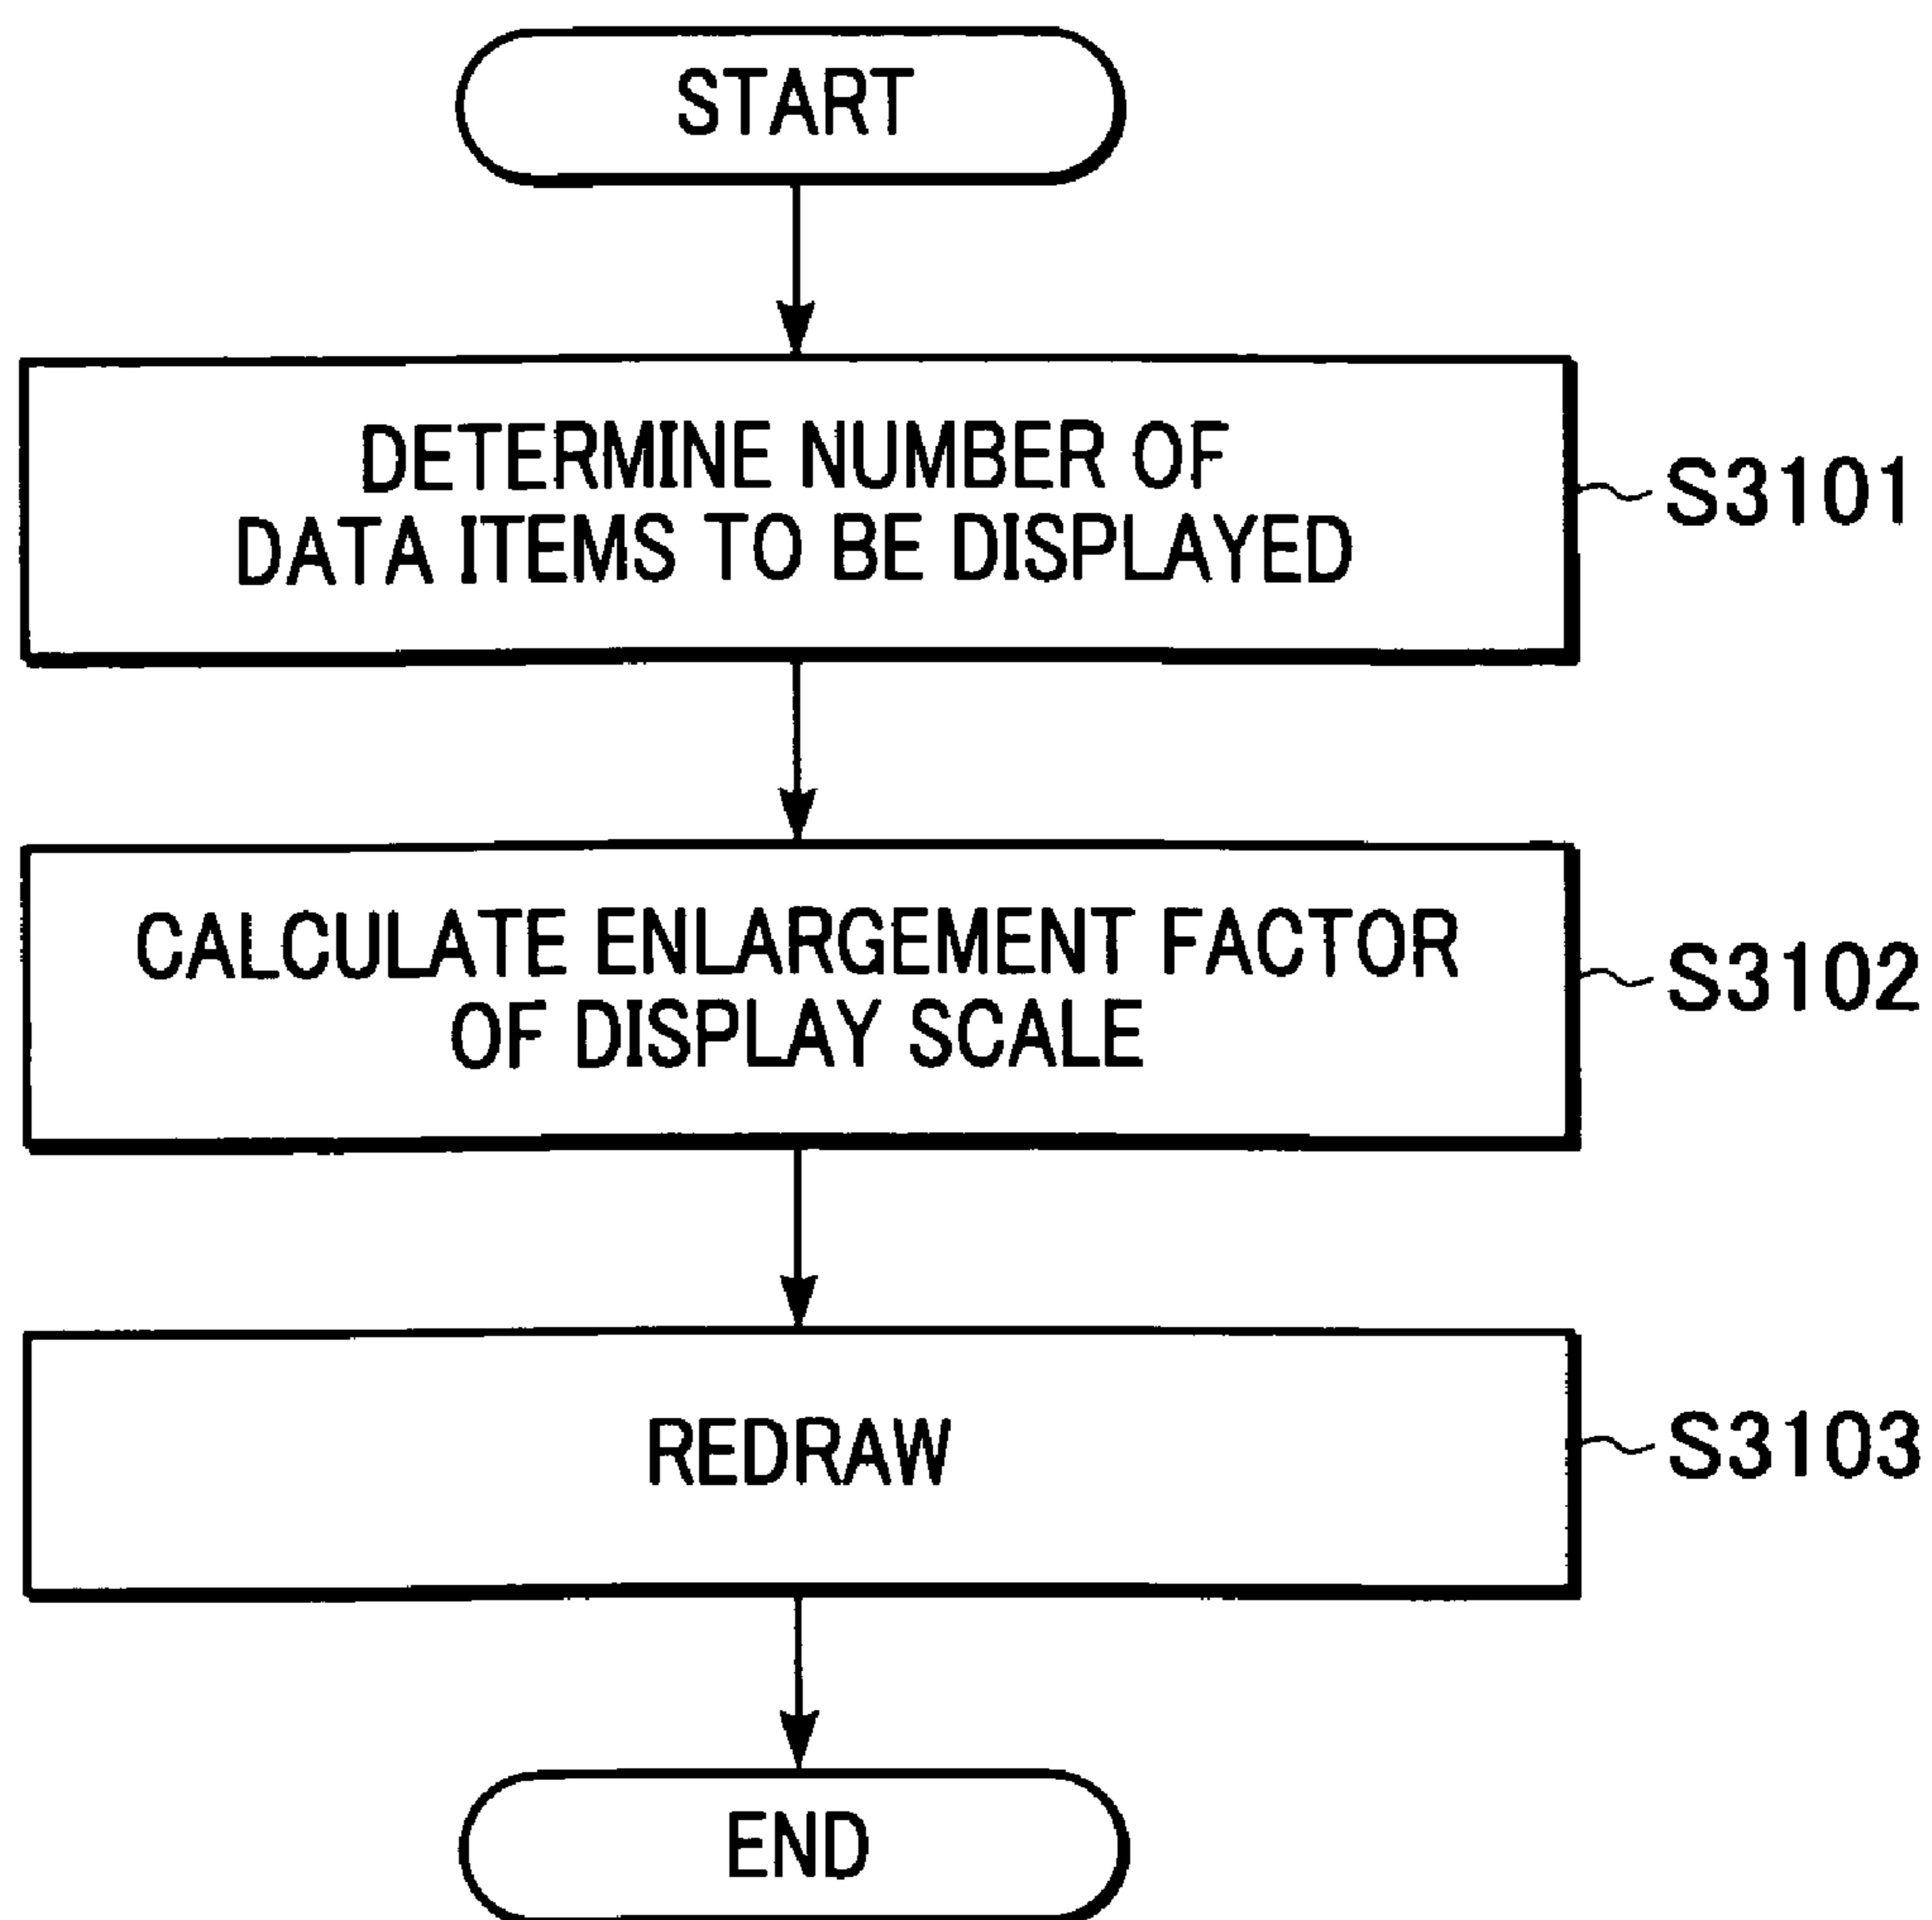 START
DETERMINE NUMBER OF
DATA ITEMS TO BE DISPLAYED
S3101
CALCULATE ENLARGEMENT FACTOR
OF DISPLAY SCALE
S3102
REDRAW
S3103
END